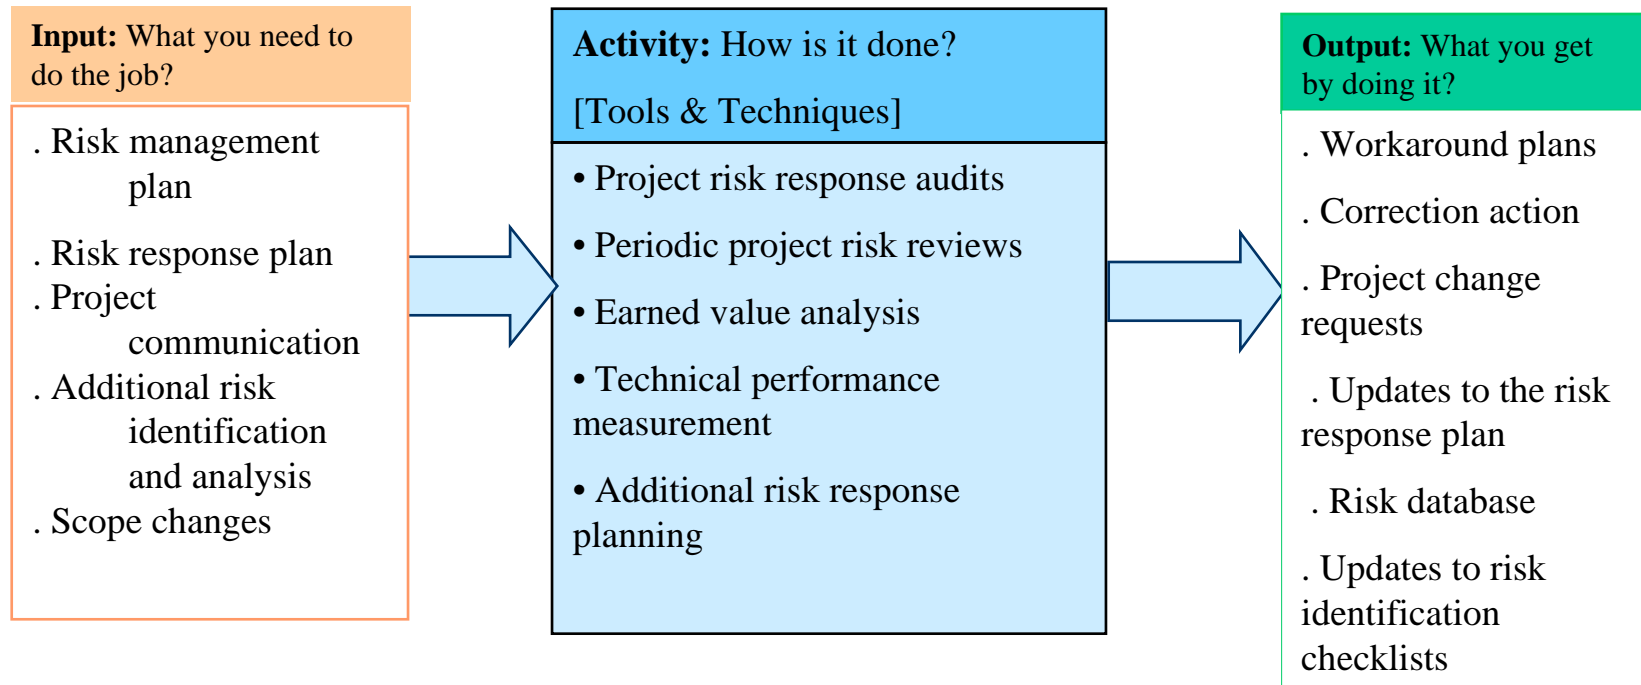 Input: What you need to
do the job?
. Risk management
plan
. Risk response plan
. Project
communication
. Additional risk
identification
and analysis
. Scope changes
Activity: How is it done?
[Tools & Techniques]
• Project risk response audits
• Periodic project risk reviews
• Earned value analysis
• Technical performance
measurement
• Additional risk response
planning
Output: What you get
by doing it?
. Workaround plans
. Correction action
. Project change
requests
. Updates to the risk
response plan
. Risk database
. Updates to risk
identification
checklists